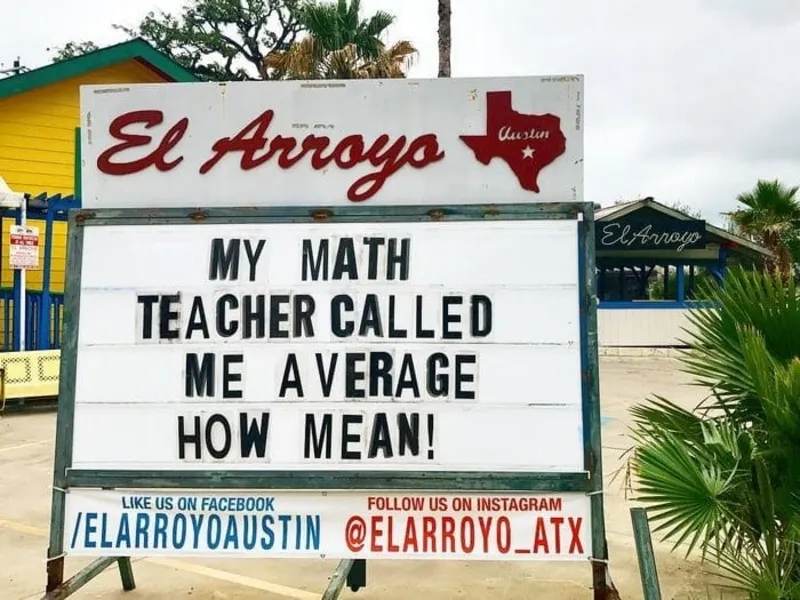 El Arroyo
Austin
El Arroyo
MY MATH
TEACHER CALLED
ME AVERAGE
HOW MEAN!
LIKE US ON FACEBOOK
/ELARROYOAUSTIN
FOLLOW US ON INSTAGRAM
@ELARROYO_ATX